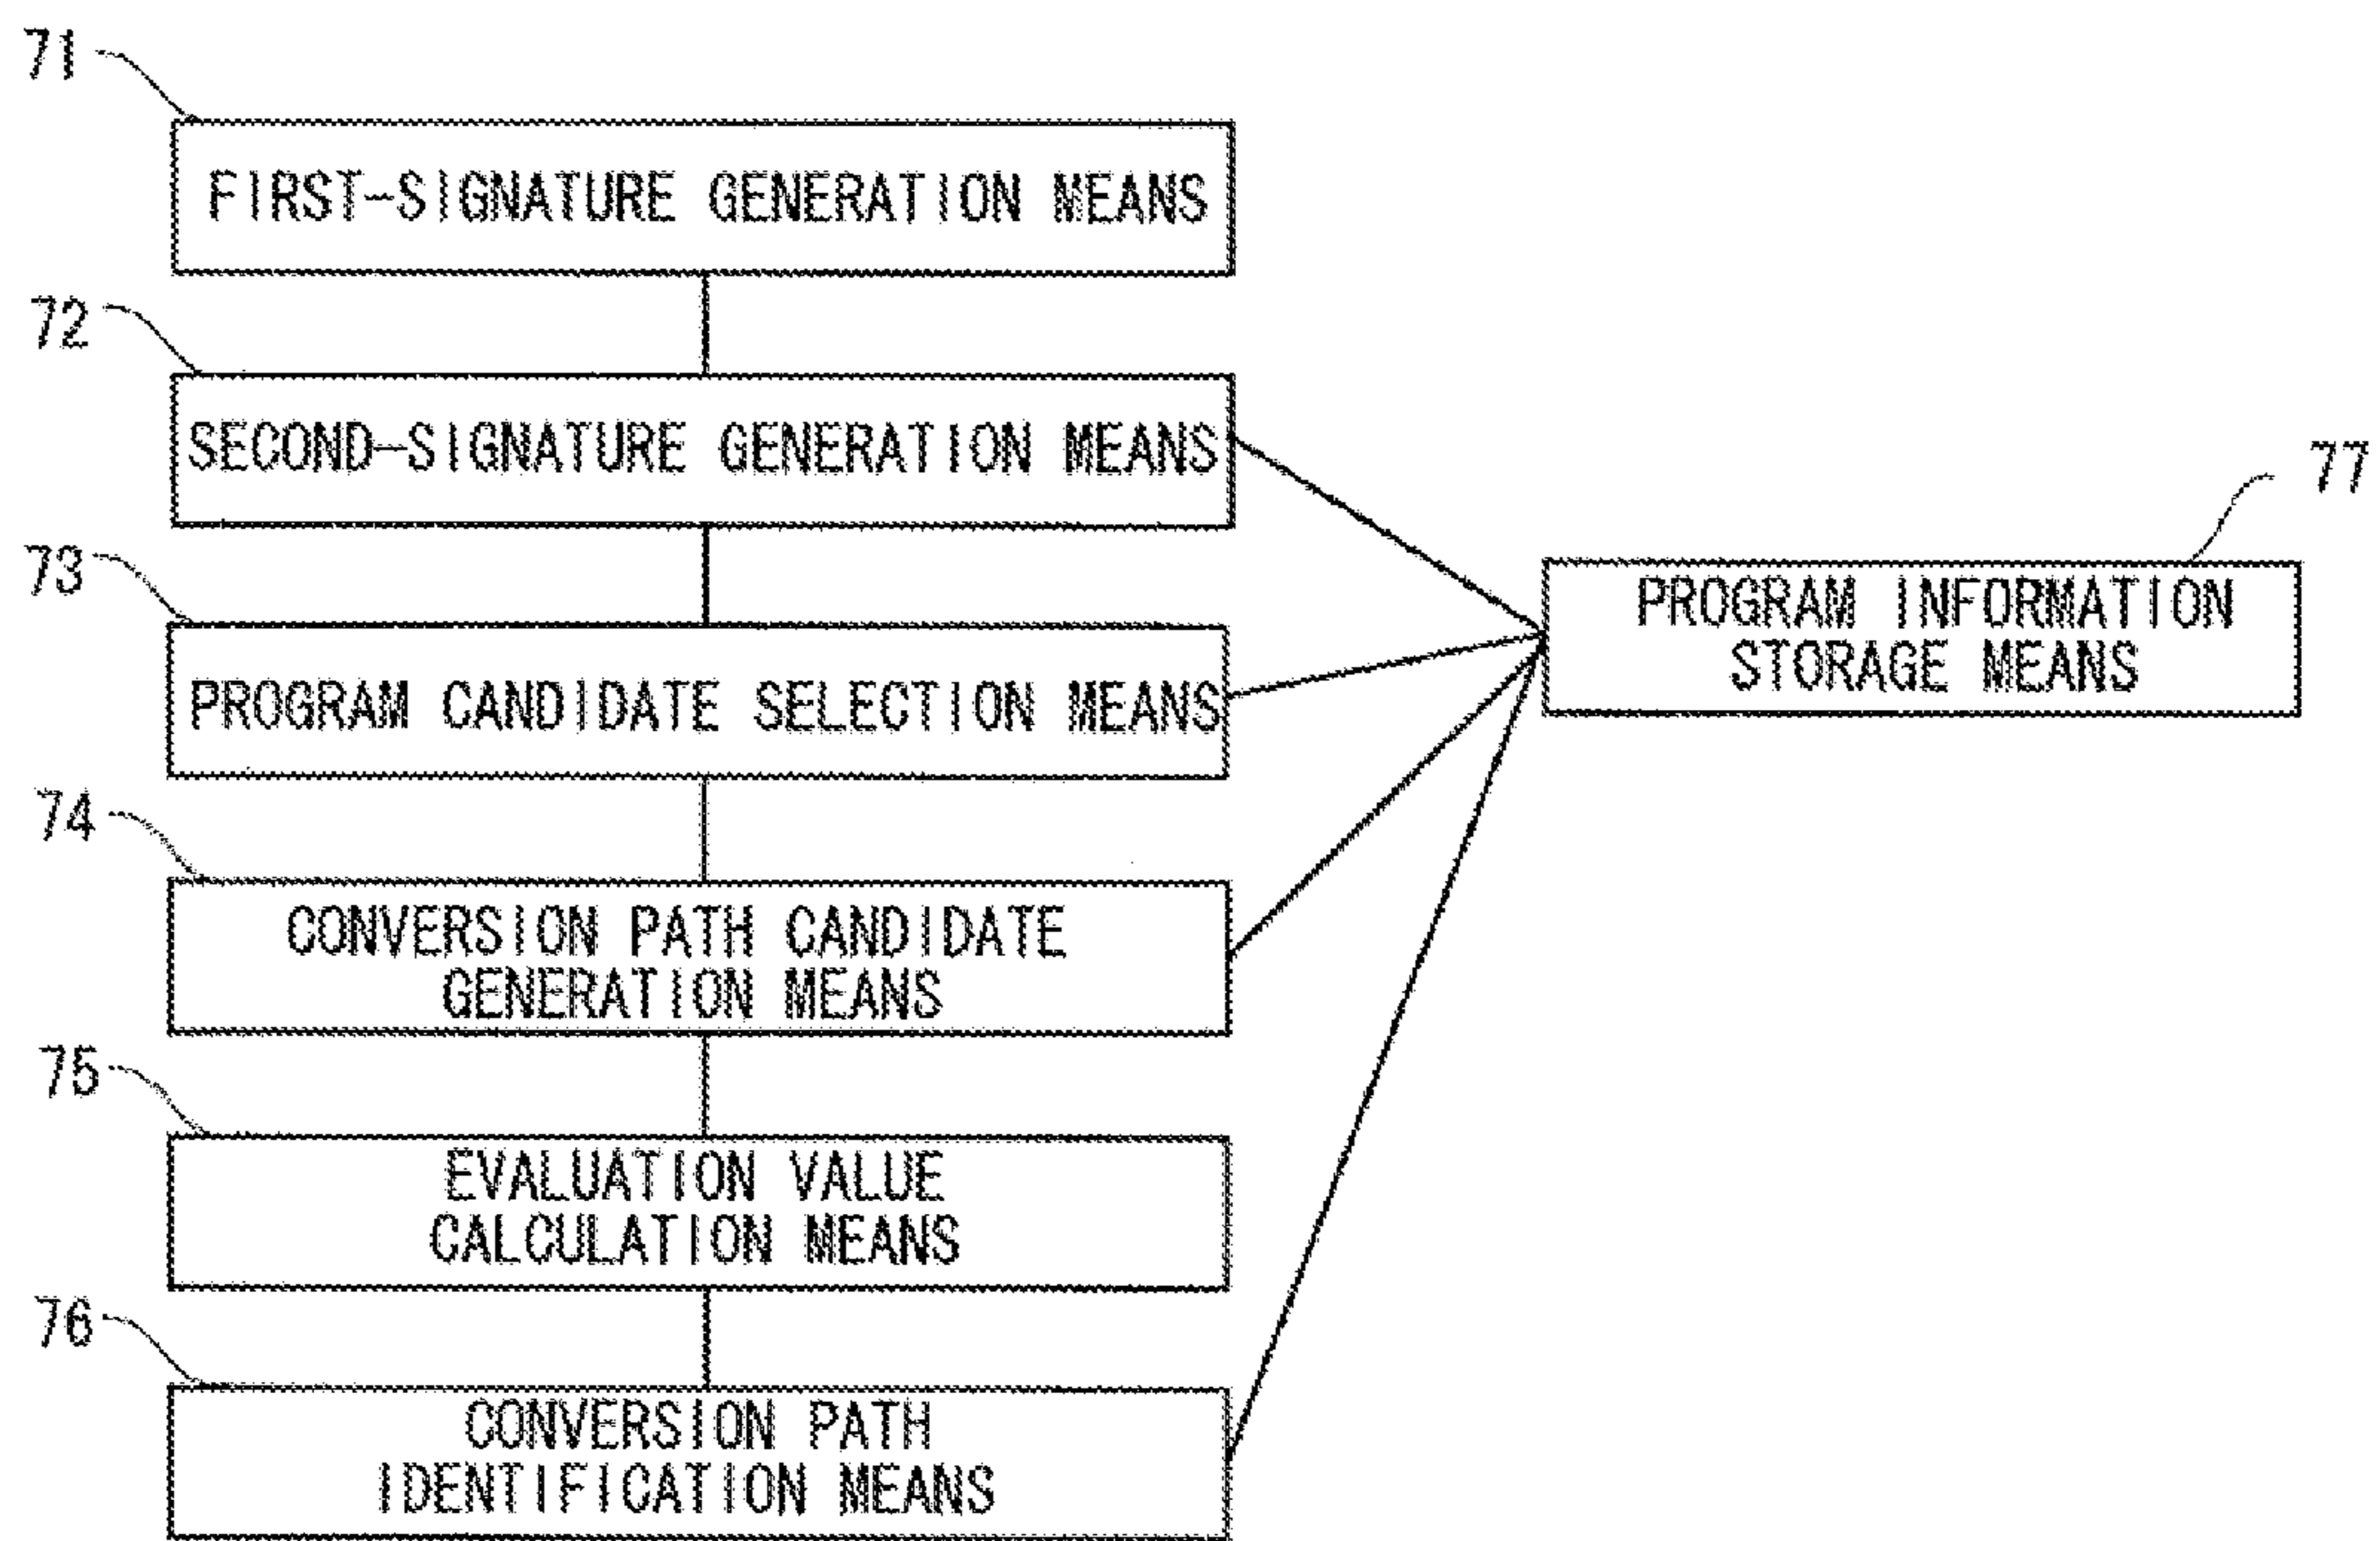 71
FIRST-SIGNATURE GENERATION MEANS
72
SECOND-SIGNATURE GENERATION MEANS
73
PROGRAM CANDIDATE SELECTION MEANS
74
CONVERSION PATH CANDIDATE
GENERATION MEANS
75
EVALUATION VALUE
CALCULATION MEANS
76
CONVERSION PATH
IDENTIFICATION MEANS
77
PROGRAM INFORMATION
STORAGE MEANS